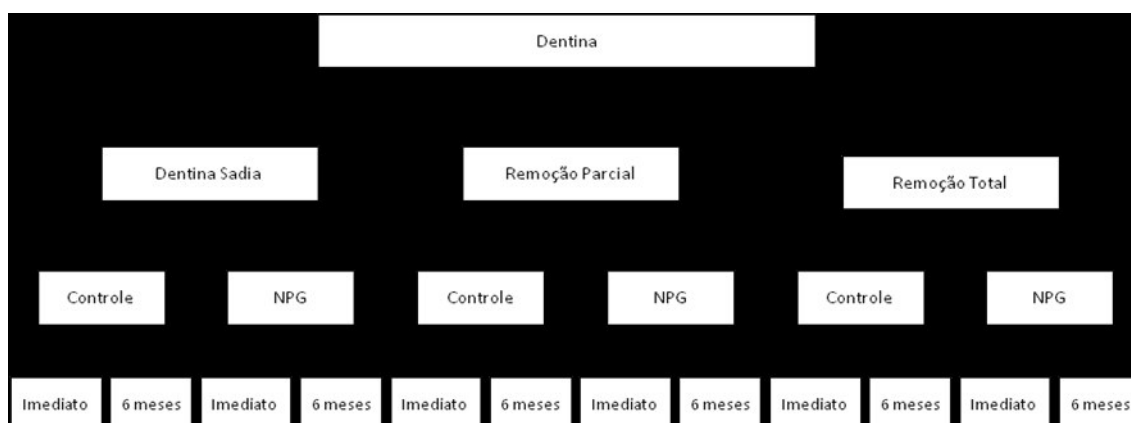 Dentina
Dentina Sadia
Remoção Parcial
Remoção Total
Controle
NPG
Controle
NPG
Controle
NPG
Imediato
6 meses
Imediato
6 meses
Imediato
6 meses
Imediato
6 meses
Imediato
6 meses
Imediato
6 meses